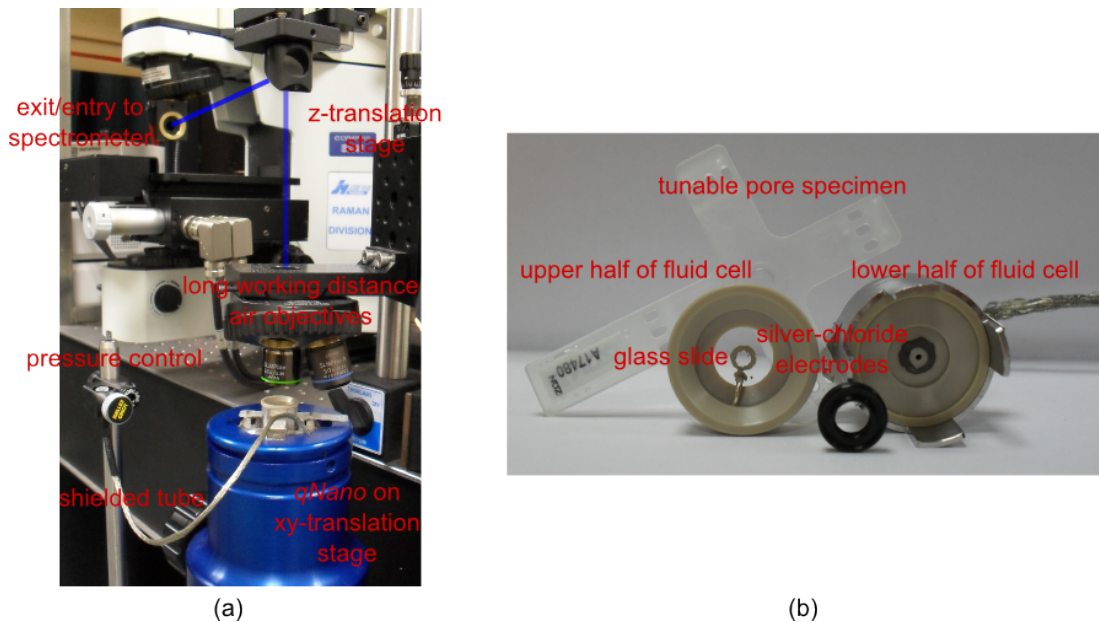 exit/entry to
spectrometer
z-translation
stage
RAMAN
DIVISION
long working distance
air objectives
pressure control
shielded tube
qNano on
xy-translation
stage
(a)
tunable pore specimen
upper half of fluid cell
lower half of fluid cell
silver-chloride
electrodes
glass slide
A17480
(b)